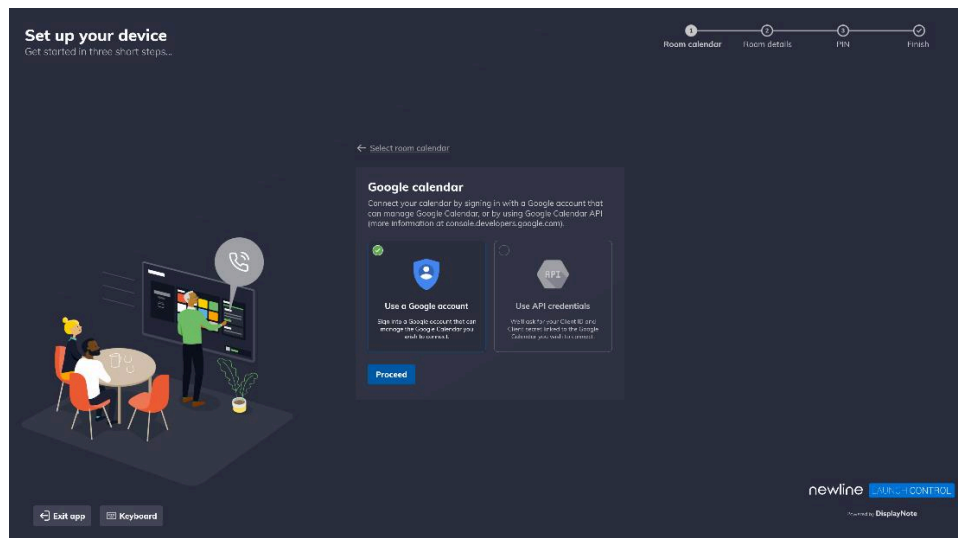 Set up your device
Get started in three short steps...
1 2 3
Room calendar Room details PIN Finish
← Select room calendar
Google calendar
Connect your calendar by signing in with a Google account that
can manage Google Calendar, or by using Google Calendar API
(more information at console.developers.google.com).
API
Use a Google account
Sign into a Google account that can
manage the Google Calendar you
wish to connect.
Use API credentials
We'll ask for your Client ID and
Client secret linked to the Google
Calendar you wish to connect.
Proceed
newline LAUNCH CONTROL
Powered by DisplayNote
Exit app Keyboard